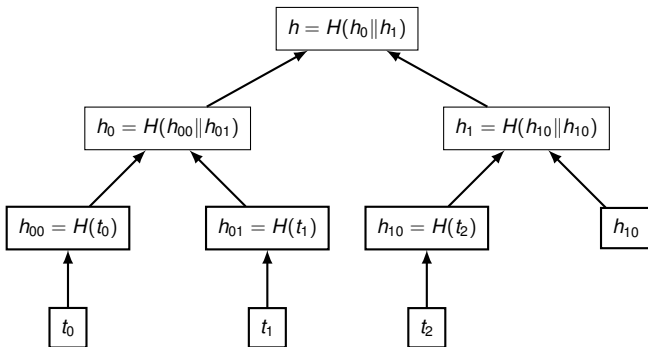 h = H(h₀∥h₁)
h₀ = H(h₀₀∥h₀₁)
h₁ = H(h₁₀∥h₁₀)
h₀₀ = H(t₀)
h₀₁ = H(t₁)
h₁₀ = H(t₂)
h₁₀
t₀
t₁
t₂